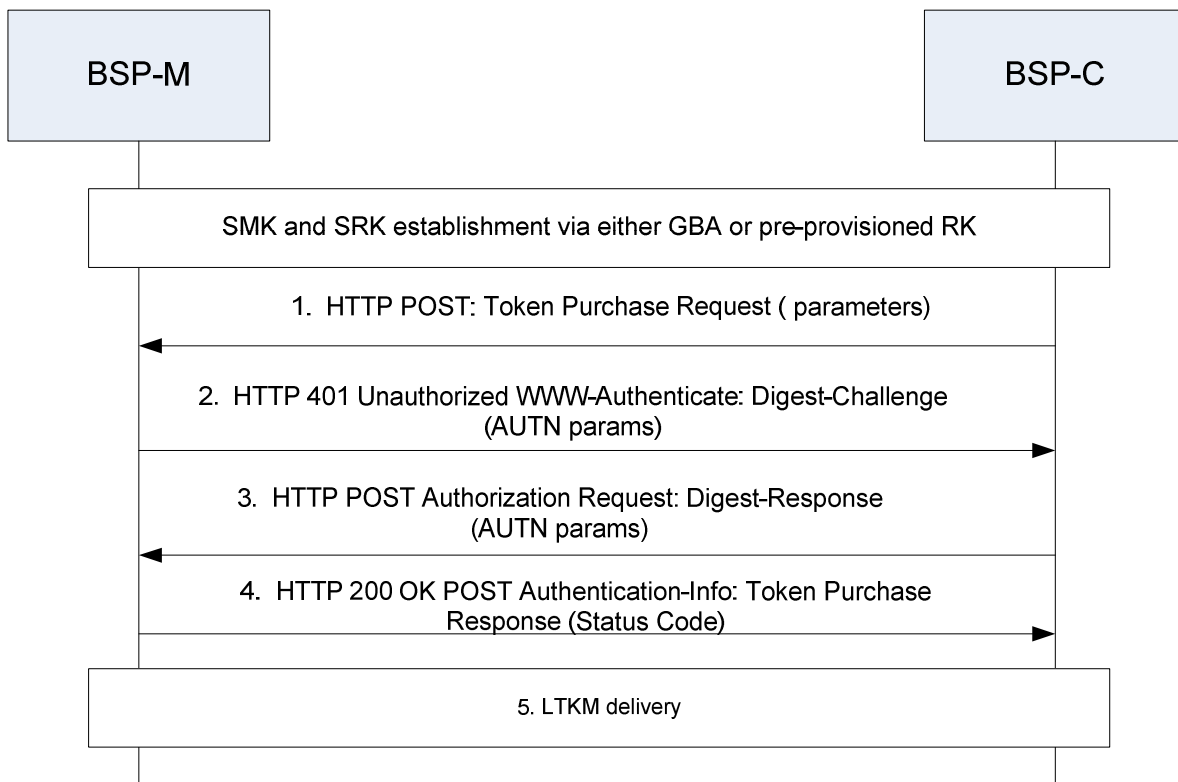 BSP-M
BSP-C
SMK and SRK establishment via either GBA or pre-provisioned RK
1. HTTP POST: Token Purchase Request ( parameters)
2. HTTP 401 Unauthorized WWW-Authenticate: Digest-Challenge
(AUTN params)
3. HTTP POST Authorization Request: Digest-Response
(AUTN params)
4. HTTP 200 OK POST Authentication-Info: Token Purchase
Response (Status Code)
5. LTKM delivery